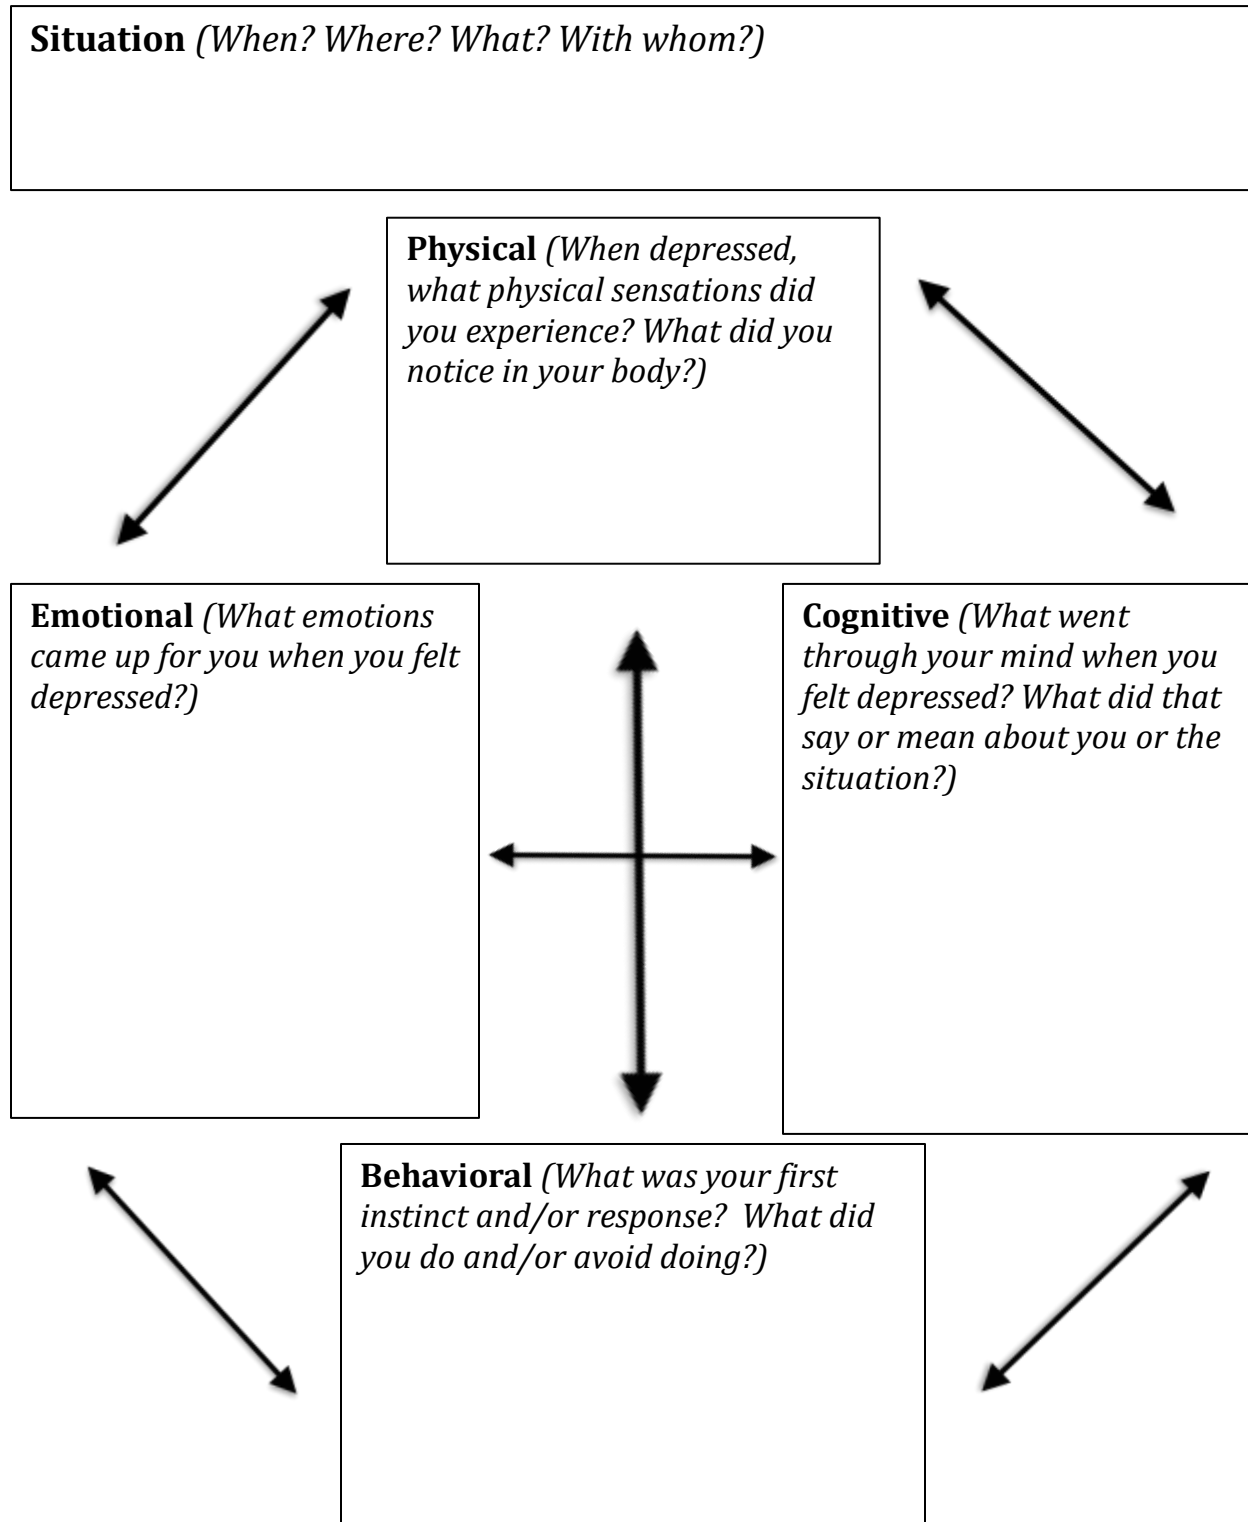 Situation (When? Where? What? With whom?)
Physical (When depressed,
what physical sensations did
you experience? What did you
notice in your body?)
Emotional (What emotions
came up for you when you felt
depressed?)
Cognitive (What went
through your mind when you
felt depressed? What did that
say or mean about you or the
situation?)
Behavioral (What was your first
instinct and/or response?  What did
you do and/or avoid doing?)